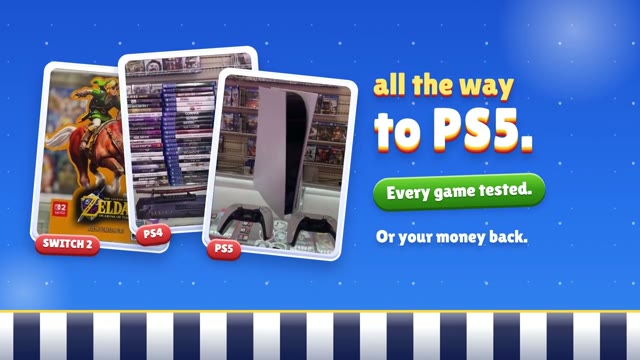 all the way
to PS5.
Every game tested.
Or your money back.
SWITCH 2
PS4
PS5
ZELDA